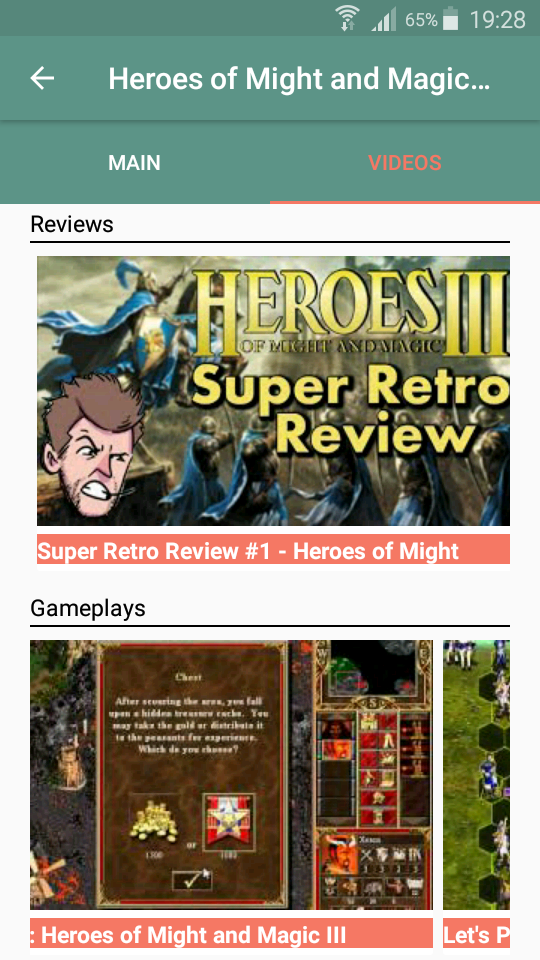 65% 19:28
Heroes of Might and Magic...
MAIN
VIDEOS
Reviews
HEROES III
OF MIGHT AND MAGIC
Super Retro
Review
Super Retro Review #1 - Heroes of Might
Gameplays
Chest
After scouring the area, you fall
upon a hidden treasure cache. You
may take the gold or distribute it
to the peasants for experience.
Which do you choose?
or
Xeron
: Heroes of Might and Magic III
Let's P